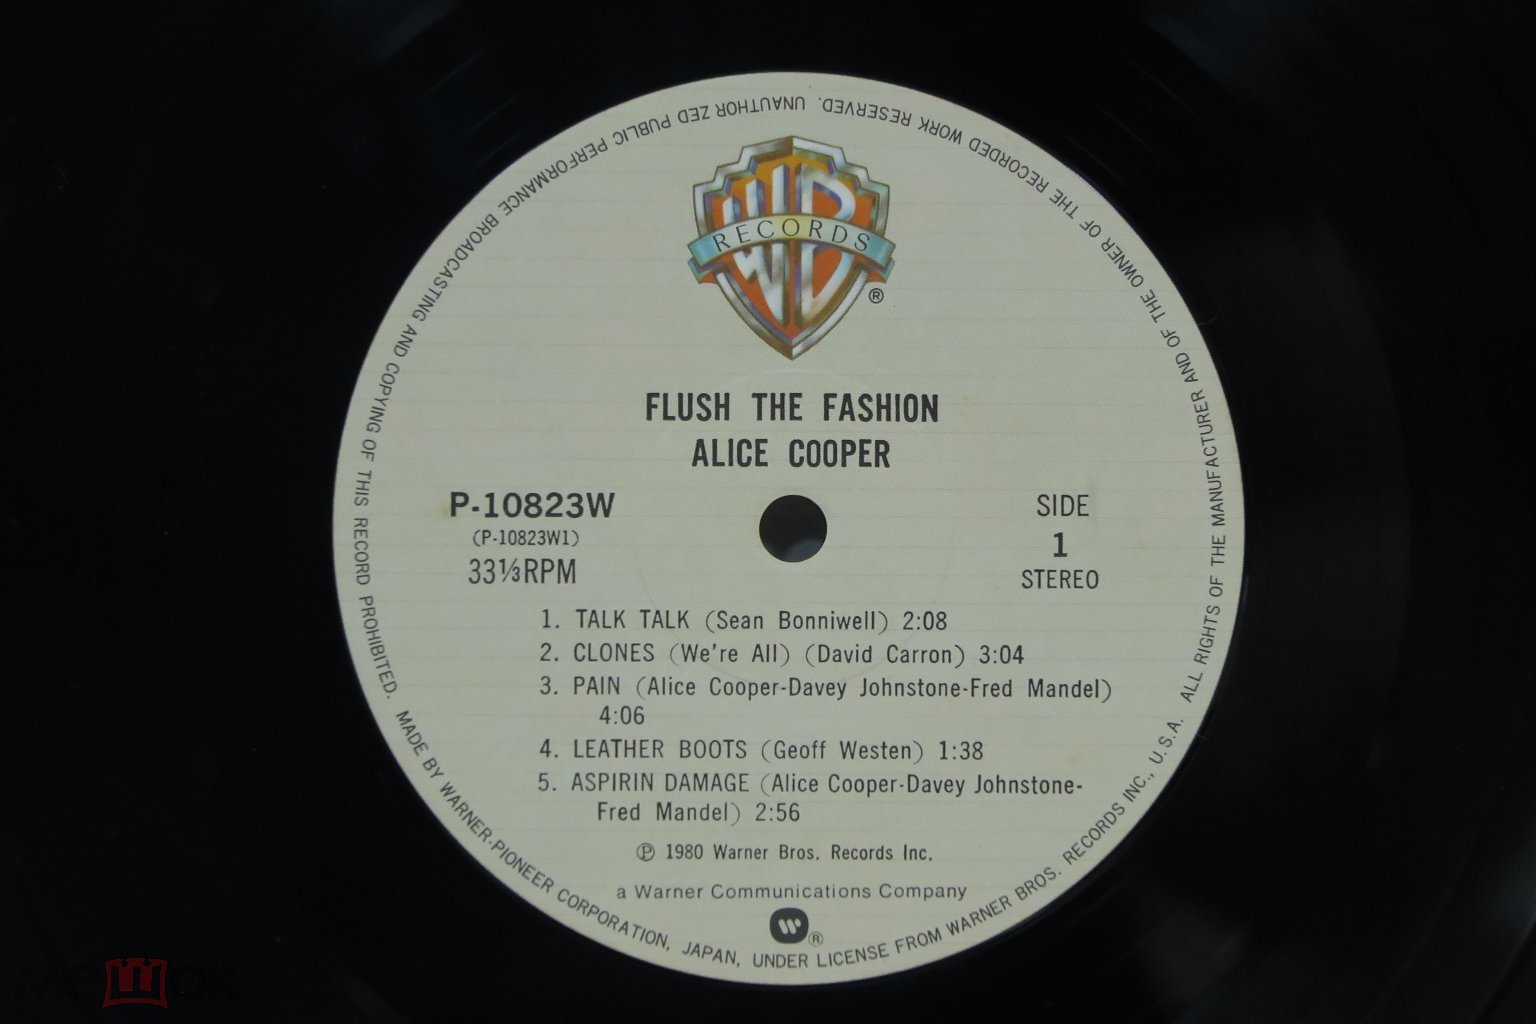 WB
RECORDS
®
FLUSH THE FASHION
ALICE COOPER
P-10823W
(P-10823W1)
33⅓RPM
SIDE
1
STEREO
1. TALK TALK (Sean Bonniwell) 2:08
2. CLONES (We're All) (David Carron) 3:04
3. PAIN (Alice Cooper-Davey Johnstone-Fred Mandel)
4:06
4. LEATHER BOOTS (Geoff Westen) 1:38
5. ASPIRIN DAMAGE (Alice Cooper-Davey Johnstone-
Fred Mandel) 2:56
℗ 1980 Warner Bros. Records Inc.
a Warner Communications Company
®
MADE BY WARNER-PIONEER CORPORATION, JAPAN, UNDER LICENSE FROM WARNER BROS. RECORDS INC., U.S.A. ALL RIGHTS OF THE MANUFACTURER AND OF THE OWNER OF THE RECORDED WORK RESERVED. UNAUTHOR ZED PUBLIC PERFORMANCE BROADCASTING AND COPYING OF THIS RECORD PROHIBITED.
мешок